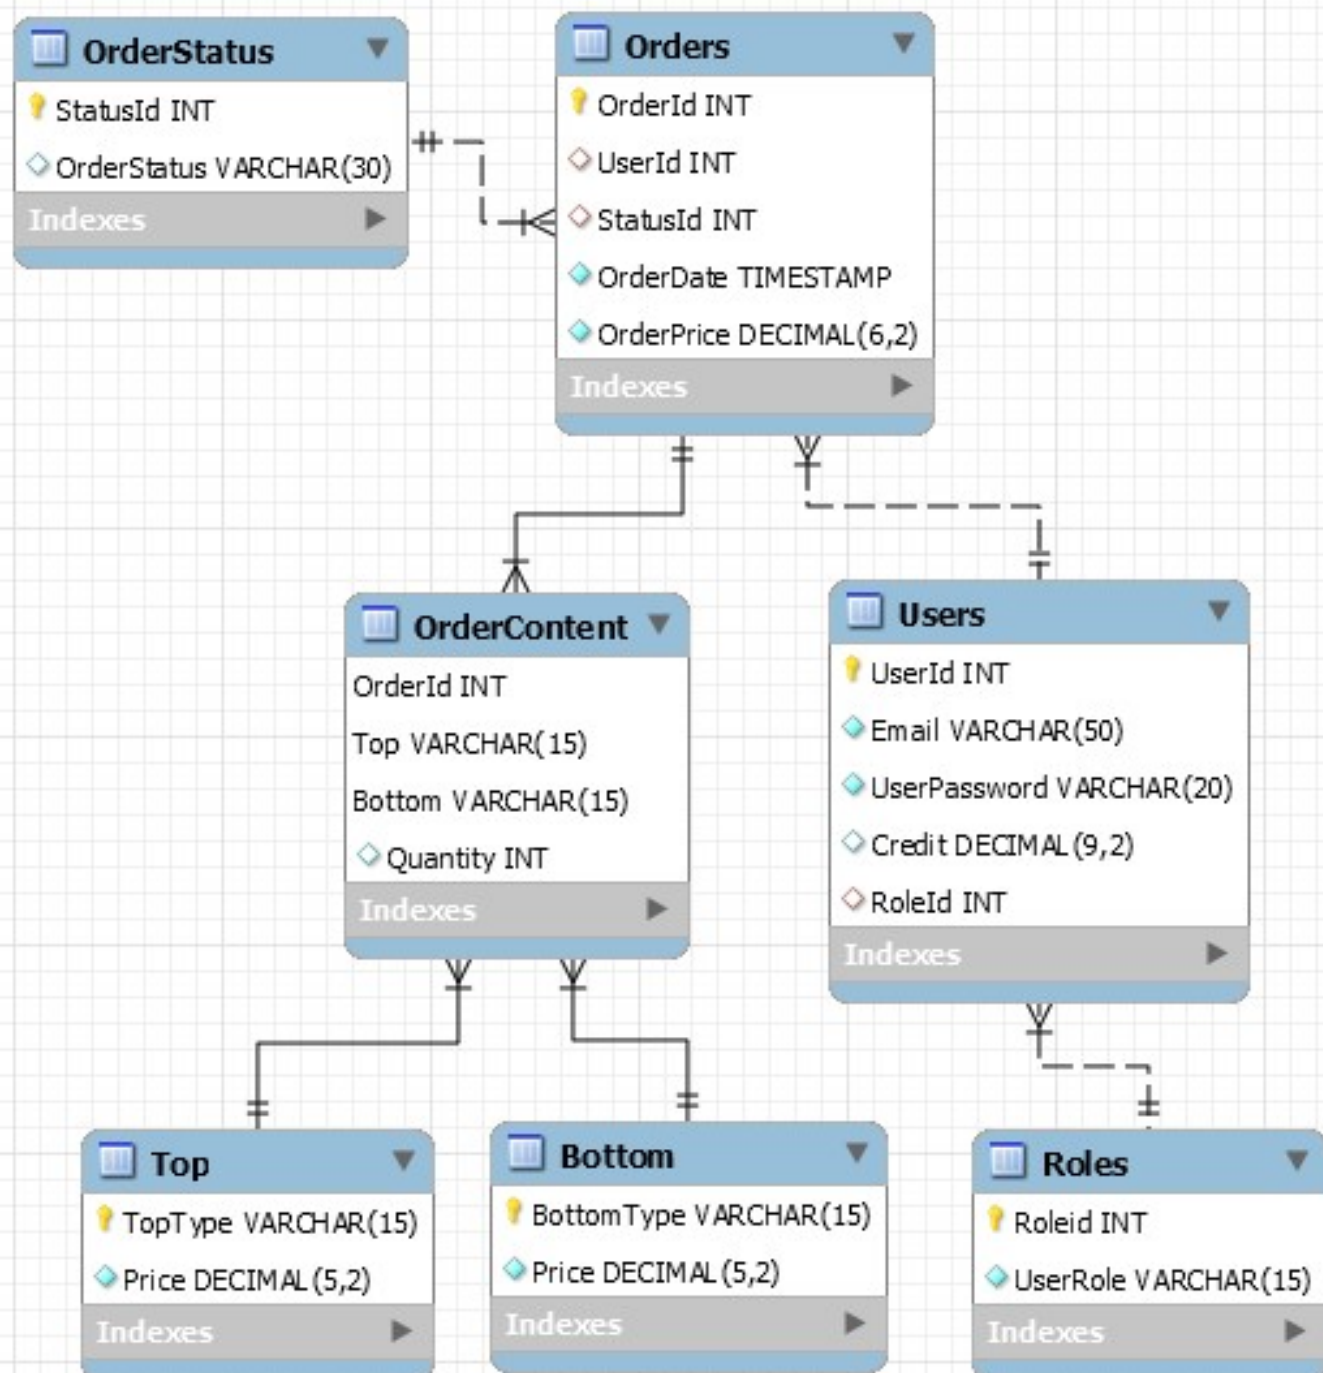 OrderStatus
StatusId INT
OrderStatus VARCHAR(30)
Indexes
Orders
OrderId INT
UserId INT
StatusId INT
OrderDate TIMESTAMP
OrderPrice DECIMAL(6,2)
Indexes
OrderContent
OrderId INT
Top VARCHAR(15)
Bottom VARCHAR(15)
Quantity INT
Indexes
Users
UserId INT
Email VARCHAR(50)
UserPassword VARCHAR(20)
Credit DECIMAL(9,2)
RoleId INT
Indexes
Top
TopType VARCHAR(15)
Price DECIMAL(5,2)
Indexes
Bottom
BottomType VARCHAR(15)
Price DECIMAL(5,2)
Indexes
Roles
Roleid INT
UserRole VARCHAR(15)
Indexes